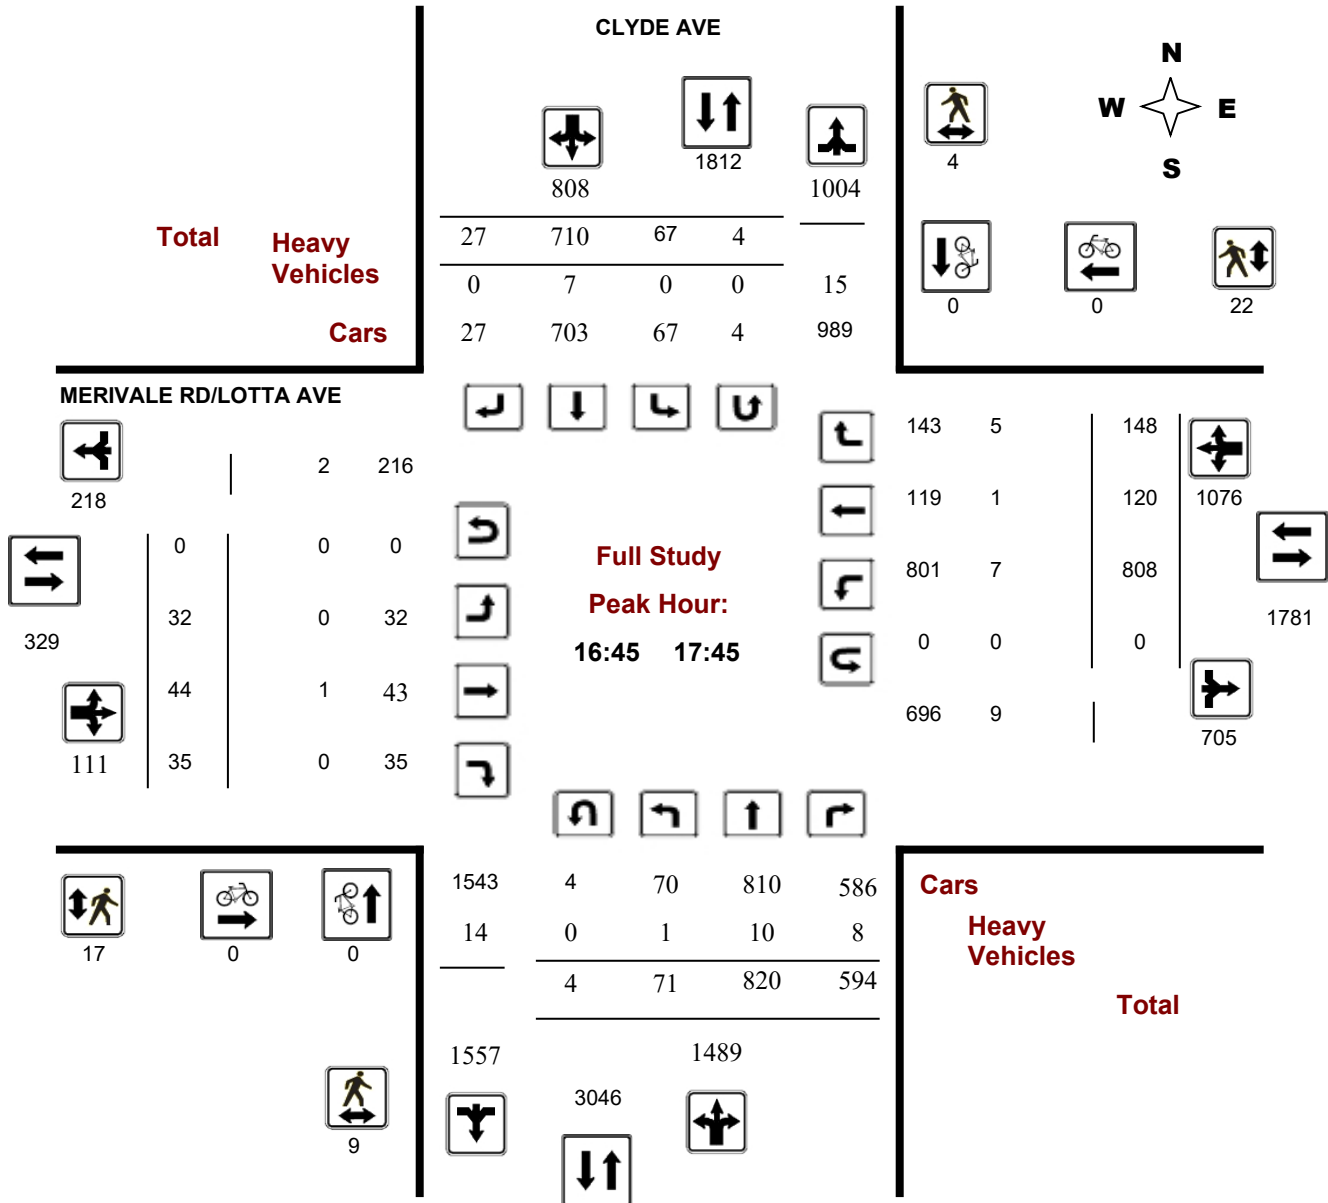 CLYDE AVE
N
W E
S
1812
4
808 1004
Total Heavy Vehicles
27 710 67 4
0 7 0 0 15
0 0 22
Cars
27 703 67 4 989
MERIVALE RD/LOTTA AVE
143 5 148
2 216
218
119 1 120 1076
0 0 0
Full Study
801 7 808
Peak Hour:
32 0 32
1781
329
16:45 17:45
0 0 0
44 1 43
696 9
705
111
35 0 35
1543 4 70 810 586
Cars
14 0 1 10 8
Heavy Vehicles
17 0 0
4 71 820 594
Total
1557 1489
3046
9